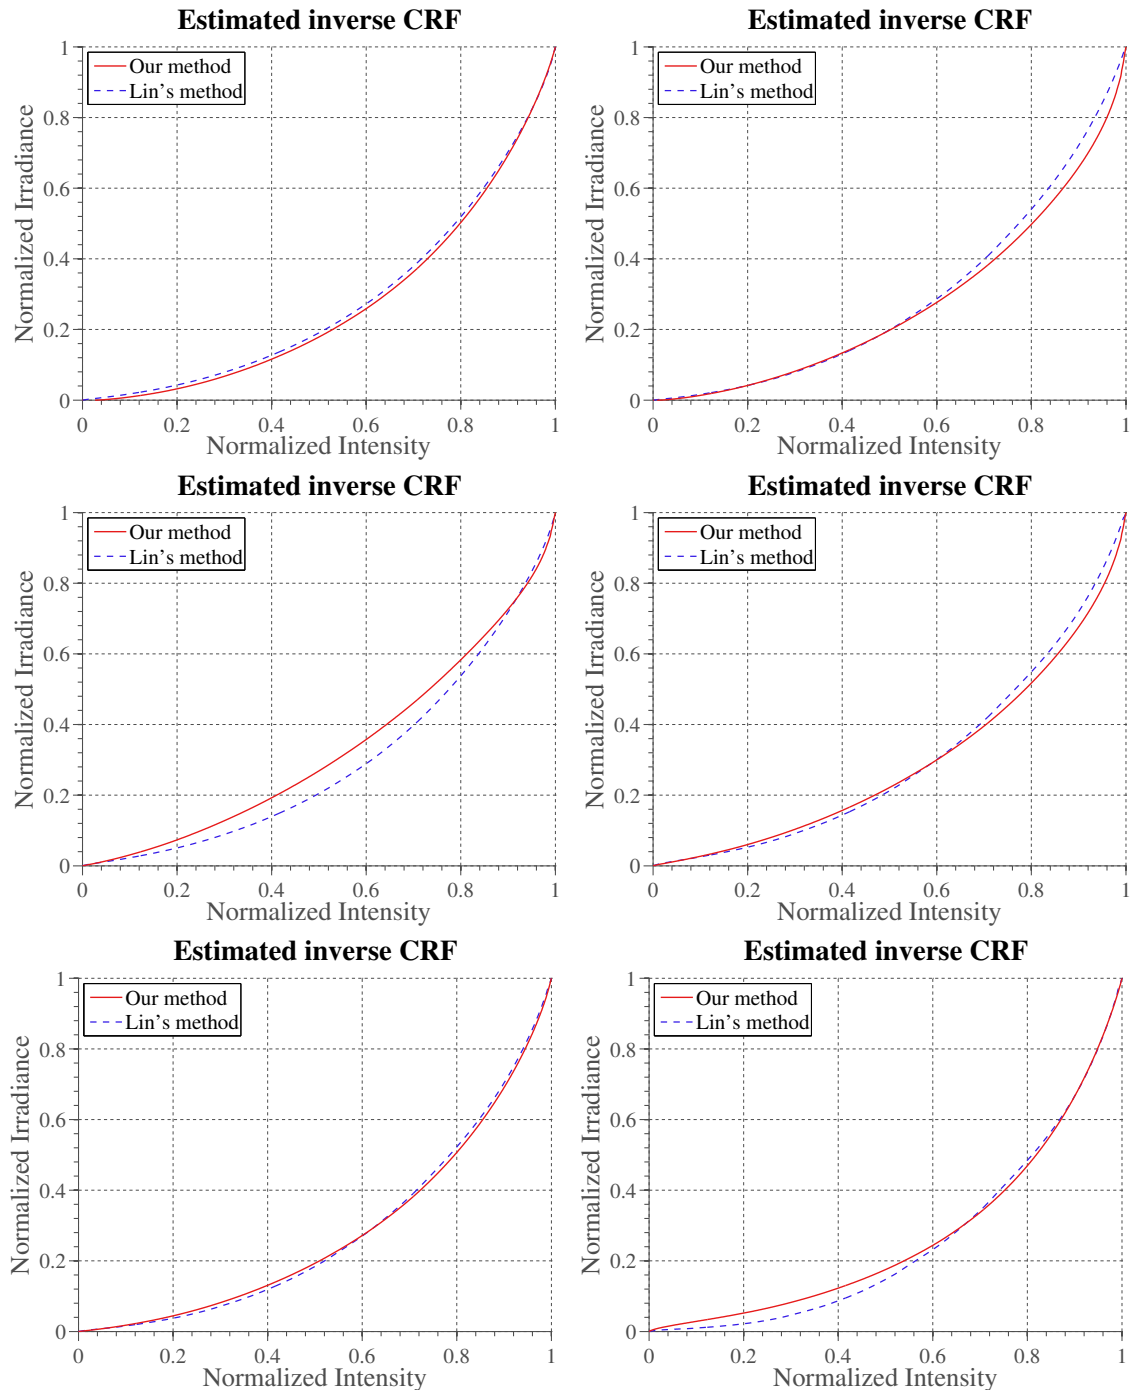 Estimated inverse CRF
1
0.8
0.6
0.4
0.2
0
Normalized Irradiance
Our method
Lin's method
0 0.2 0.4 0.6 0.8 1
Normalized Intensity
Estimated inverse CRF
1
0.8
0.6
0.4
0.2
0
Normalized Irradiance
Our method
Lin's method
0 0.2 0.4 0.6 0.8 1
Normalized Intensity
Estimated inverse CRF
1
0.8
0.6
0.4
0.2
0
Normalized Irradiance
Our method
Lin's method
0 0.2 0.4 0.6 0.8 1
Normalized Intensity
Estimated inverse CRF
1
0.8
0.6
0.4
0.2
0
Normalized Irradiance
Our method
Lin's method
0 0.2 0.4 0.6 0.8 1
Normalized Intensity
Estimated inverse CRF
1
0.8
0.6
0.4
0.2
0
Normalized Irradiance
Our method
Lin's method
0 0.2 0.4 0.6 0.8 1
Normalized Intensity
Estimated inverse CRF
1
0.8
0.6
0.4
0.2
0
Normalized Irradiance
Our method
Lin's method
0 0.2 0.4 0.6 0.8 1
Normalized Intensity